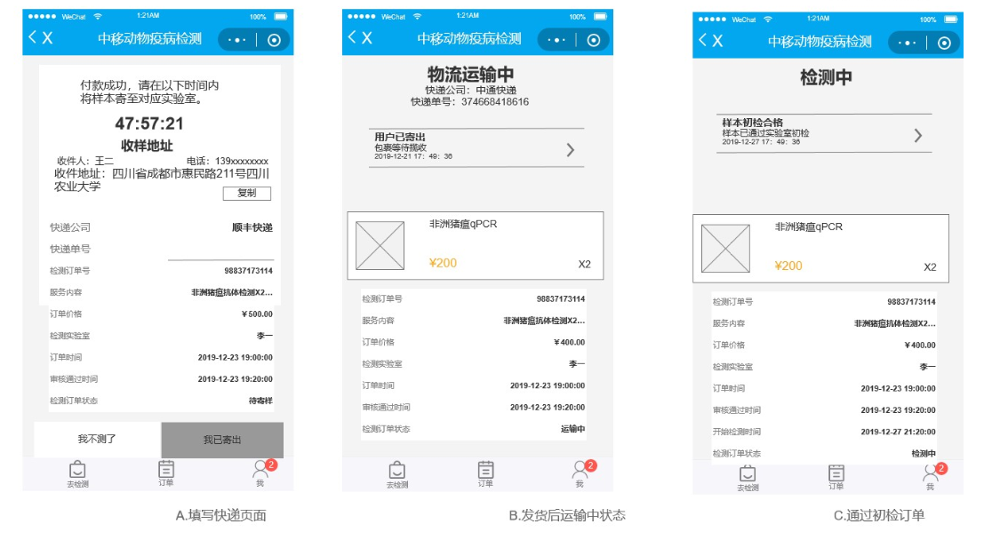 WeChat 1:21AM 100%
X 中移动物疫病检测
付款成功，请在以下时间内
将样本寄至对应实验室。
47:57:21
收样地址
收件人：王二 电话：139xxxxxxxx
收件地址：四川省成都市惠民路211号四川
农业大学
复制
快递公司 顺丰快递
快递单号
检测订单号 98837173114
服务内容 非洲猪瘟抗体检测X2...
订单价格 ￥500.00
检测实验室 李一
订单时间 2019-12-23 19:00:00
审核通过时间 2019-12-23 19:20:00
检测订单状态 待寄样
我不测了 我已寄出
去检测 订单 我 2
A.填写快递页面
WeChat 1:21AM 100%
X 中移动物疫病检测
物流运输中
快递公司：中通快递
快递单号：374668418616
用户已寄出
包裹等待揽收
2019-12-21 17：49：36
非洲猪瘟qPCR
¥200 X2
检测订单号 98837173114
服务内容 非洲猪瘟抗体检测X2...
订单价格 ￥400.00
检测实验室 李一
订单时间 2019-12-23 19:00:00
审核通过时间 2019-12-23 19:20:00
检测订单状态 运输中
去检测 订单 我 2
B.发货后运输中状态
WeChat 1:21AM 100%
X 中移动物疫病检测
检测中
样本初检合格
样本已通过实验室初检
2019-12-27 17：49：36
非洲猪瘟qPCR
¥200 X2
检测订单号 98837173114
服务内容 非洲猪瘟抗体检测X2...
订单价格 ￥400.00
检测实验室 李一
订单时间 2019-12-23 19:00:00
审核通过时间 2019-12-23 19:20:00
开始检测时间 2019-12-27 21:20:00
检测订单状态 检测中
去检测 订单 我 2
C.通过初检订单